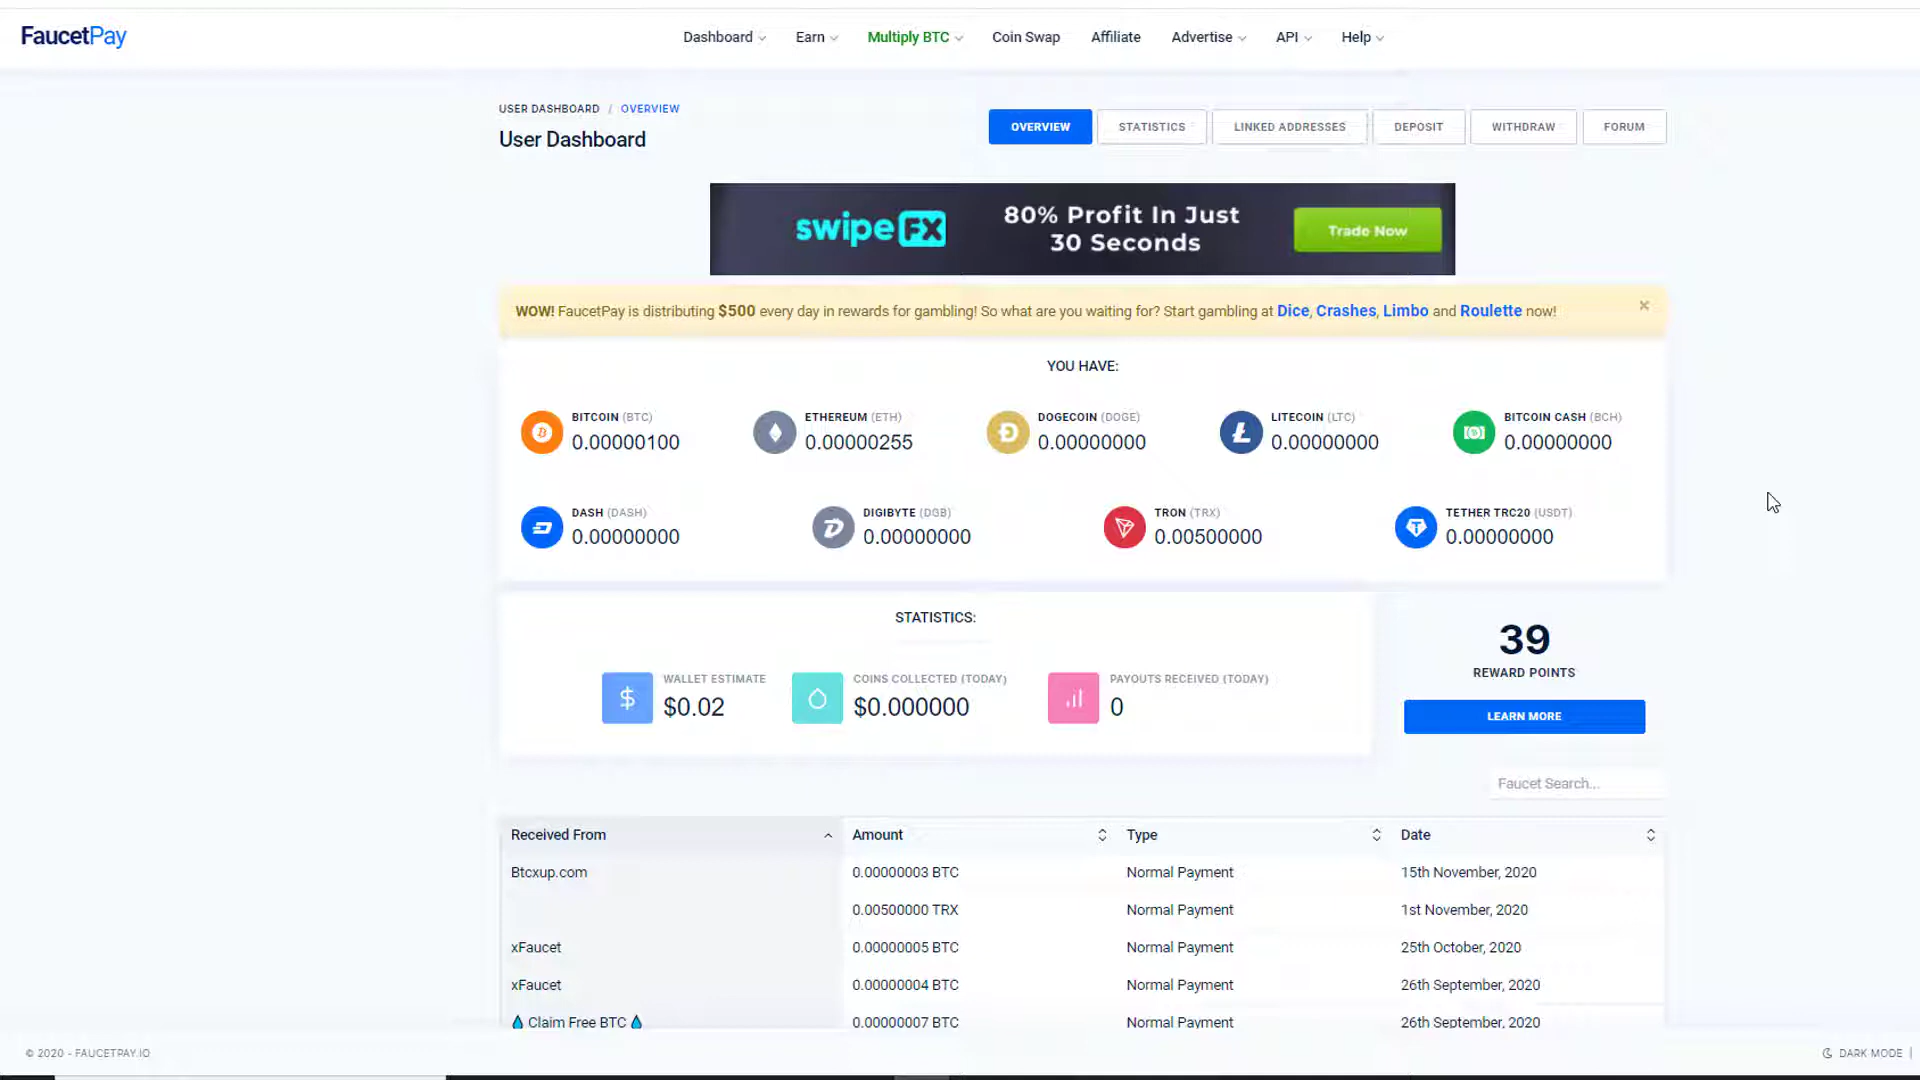 FaucetPay
Dashboard Earn Multiply BTC Coin Swap Affiliate Advertise API Help
USER DASHBOARD / OVERVIEW
User Dashboard
OVERVIEW STATISTICS LINKED ADDRESSES DEPOSIT WITHDRAW FORUM
swipe FX
80% Profit In Just
30 Seconds
Trade Now
WOW! FaucetPay is distributing $500 every day in rewards for gambling! So what are you waiting for? Start gambling at Dice, Crashes, Limbo and Roulette now!
×
YOU HAVE:
BITCOIN (BTC)
0.00000100
ETHEREUM (ETH)
0.00000255
DOGECOIN (DOGE)
0.00000000
LITECOIN (LTC)
0.00000000
BITCOIN CASH (BCH)
0.00000000
DASH (DASH)
0.00000000
DIGIBYTE (DGB)
0.00000000
TRON (TRX)
0.00500000
TETHER TRC20 (USDT)
0.00000000
STATISTICS:
WALLET ESTIMATE
$0.02
COINS COLLECTED (TODAY)
$0.000000
PAYOUTS RECEIVED (TODAY)
0
39
REWARD POINTS
LEARN MORE
Faucet Search...
Received From Amount Type Date
Btcxup.com 0.00000003 BTC Normal Payment 15th November, 2020
0.00500000 TRX Normal Payment 1st November, 2020
xFaucet 0.00000005 BTC Normal Payment 25th October, 2020
xFaucet 0.00000004 BTC Normal Payment 26th September, 2020
💧 Claim Free BTC 💧 0.00000007 BTC Normal Payment 26th September, 2020
© 2020 - FAUCETPAY.IO
DARK MODE |